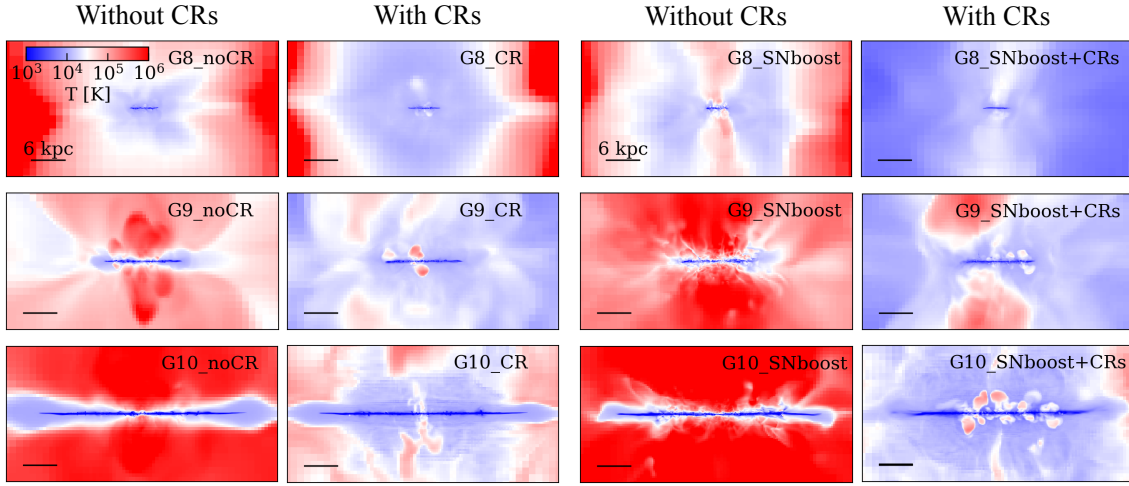 Without CRs
With CRs
Without CRs
With CRs
G8_noCR
10³ 10⁴ 10⁵ 10⁶
T [K]
6 kpc
G8_CR
G8_SNboost
6 kpc
G8_SNboost+CRs
G9_noCR
G9_CR
G9_SNboost
G9_SNboost+CRs
G10_noCR
G10_CR
G10_SNboost
G10_SNboost+CRs